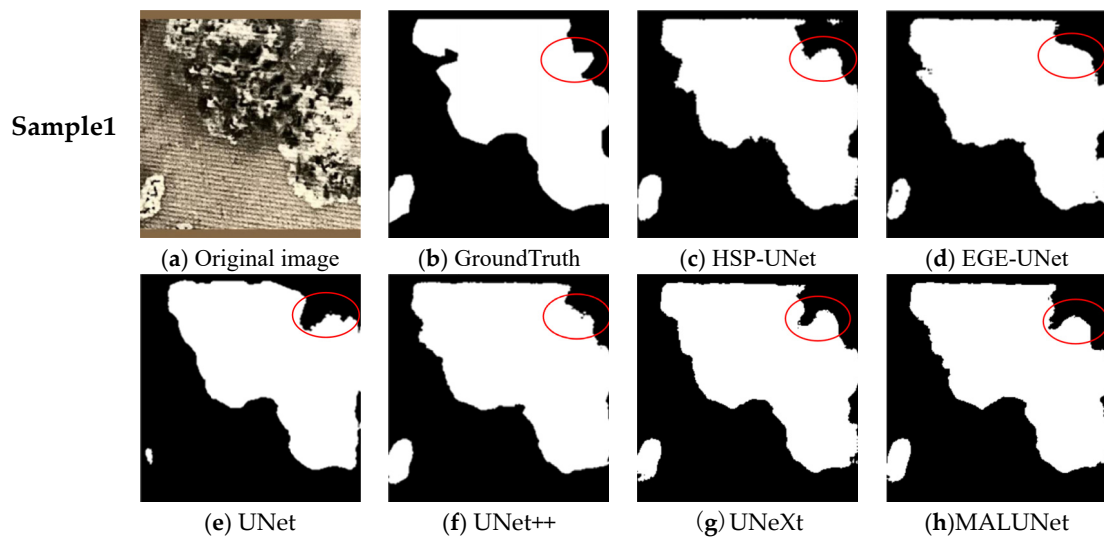 Sample1
(a) Original image
(b) GroundTruth
(c) HSP-UNet
(d) EGE-UNet
(e) UNet
(f) UNet++
(g) UNeXt
(h)MALUNet